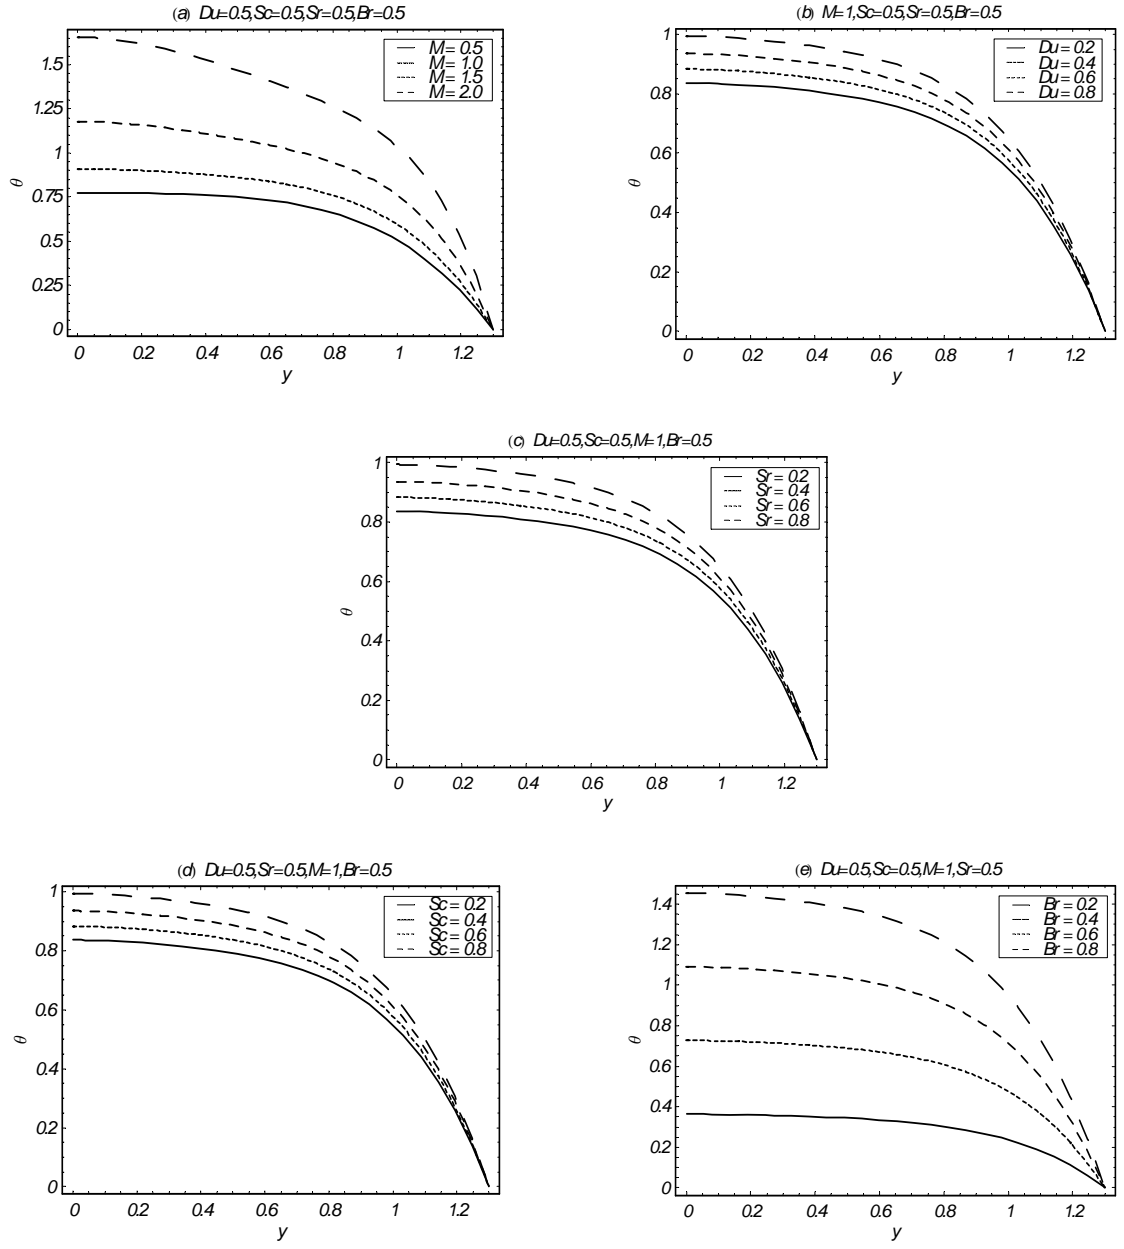 (a) Du=0.5,Sc=0.5,Sr=0.5,Br=0.5
M= 0.5
M= 1.0
M= 1.5
M= 2.0
1.5
1.25
1
0.75
0.5
0.25
0
θ
0 0.2 0.4 0.6 0.8 1 1.2
y
(b) M=1,Sc=0.5,Sr=0.5,Br=0.5
Du= 0.2
Du= 0.4
Du= 0.6
Du= 0.8
1
0.8
0.6
0.4
0.2
0
θ
0 0.2 0.4 0.6 0.8 1 1.2
y
(c) Du=0.5,Sc=0.5,M=1,Br=0.5
Sr = 0.2
Sr = 0.4
Sr = 0.6
Sr = 0.8
1
0.8
0.6
0.4
0.2
0
θ
0 0.2 0.4 0.6 0.8 1 1.2
y
(d) Du=0.5,Sr=0.5,M=1,Br=0.5
Sc= 0.2
Sc= 0.4
Sc= 0.6
Sc= 0.8
1
0.8
0.6
0.4
0.2
0
θ
0 0.2 0.4 0.6 0.8 1 1.2
y
(e) Du=0.5,Sc=0.5,M=1,Sr=0.5
Br = 0.2
Br = 0.4
Br = 0.6
Br = 0.8
1.4
1.2
1
0.8
0.6
0.4
0.2
0
θ
0 0.2 0.4 0.6 0.8 1 1.2
y